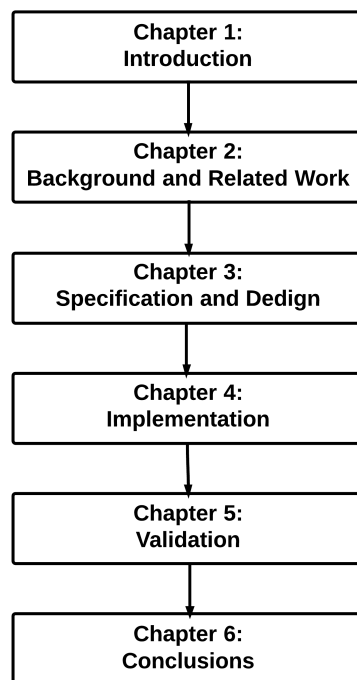 Chapter 1:
Introduction
Chapter 2:
Background and Related Work
Chapter 3:
Specification and Dedign
Chapter 4:
Implementation
Chapter 5:
Validation
Chapter 6:
Conclusions